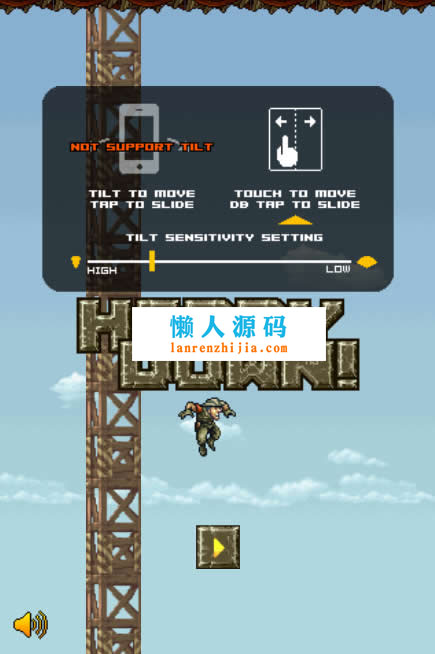 NOT SUPPORT TILT
TILT TO MOVE
TAP TO SLIDE
TOUCH TO MOVE
DB TAP TO SLIDE
TILT SENSITIVITY SETTING
HIGH
LOW
懒人源码
lanrenzhijia.com